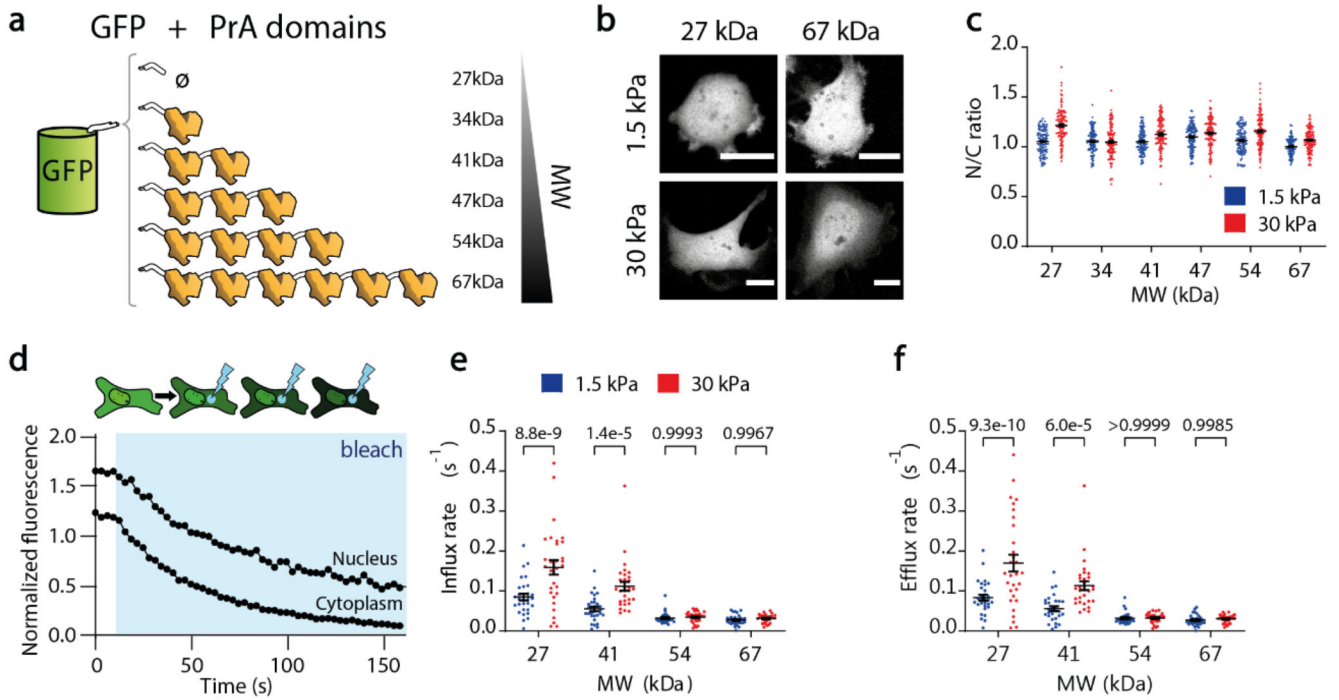 a
GFP + PrA domains
GFP
Ø
27kDa
34kDa
41kDa
47kDa
54kDa
67kDa
MW
b
27 kDa 67 kDa
1.5 kPa
30 kPa
c
N/C ratio
2.0
1.5
1.0
0.5
0.0
1.5 kPa
30 kPa
27 34 41 47 54 67
MW (kDa)
d
Normalized fluorescence
2.0
1.5
1.0
0.5
0.0
bleach
Nucleus
Cytoplasm
0 50 100 150
Time (s)
e
1.5 kPa 30 kPa
Influx rate (s⁻¹)
0.5
0.4
0.3
0.2
0.1
0.0
8.8e-9 1.4e-5 0.9993 0.9967
27 41 54 67
MW (kDa)
f
Efflux rate (s⁻¹)
0.5
0.4
0.3
0.2
0.1
0.0
9.3e-10 6.0e-5 >0.9999 0.9985
27 41 54 67
MW (kDa)